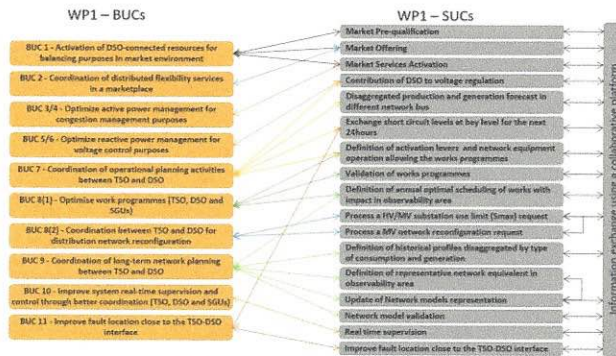 WP1 – BUCs
WP1 – SUCs
BUC 1 - Activation of DSO-connected resources for
balancing purposes in market environment
BUC 2 - Coordination of distributed flexibility services
in a marketplace
BUC 3/4 - Optimize active power management for
congestion management purposes
BUC 5/6 - Optimize reactive power management for
voltage control purposes
BUC 7 - Coordination of operational planning activities
between TSO and DSO
BUC 8(1) - Optimise work programmes (TSO, DSO and
SGUs)
BUC 8(2) - Coordination between TSO and DSO for
distribution network reconfiguration
BUC 9 - Coordination of long-term network planning
between TSO and DSO
BUC 10 - Improve system real-time supervision and
control through better coordination (TSO, DSO and SGUs)
BUC 11 - Improve fault location close to the TSO-DSO
interface
Market Pre-qualification
Market Offering
Market Services Activation
Contribution of DSO to voltage regulation
Disaggregated production and generation forecast in
different network bus
Exchange short circuit levels at bay level for the next
24hours
Definition of activation levers and network equipment
operation allowing the works programmes
Validation of works programmes
Definition of annual optimal scheduling of works with
impact in observability area
Process a HV/MV substation use limit (Smax) request
Process a MV network reconfiguration request
Definition of historical profiles disaggregated by type
of consumption and generation
Definition of representative network equivalent in
observability area
Update of Network models representation
Network model validation
Real time supervision
Improve fault location close to the TSO-DSO interface
Information exchange using a collaborative platform